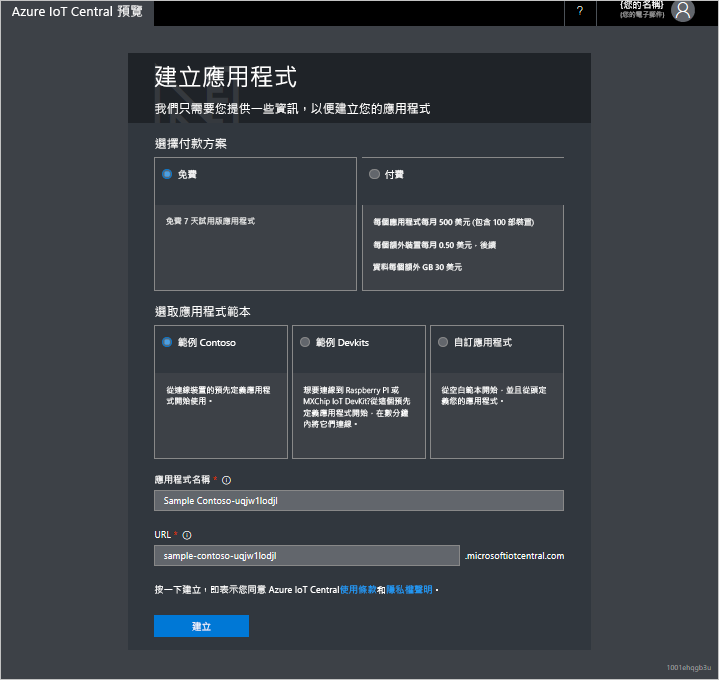 Azure IoT Central 預覽
?
{您的名稱}
{您的電子郵件}
建立應用程式
我們只需要您提供一些資訊，以便建立您的應用程式
選擇付款方案
免費
付費
免費 7 天試用版應用程式
每個應用程式每月 500 美元 (包含 100 部裝置)
每個額外裝置每月 0.50 美元，後續
資料每個額外 GB 30 美元
選取應用程式範本
範例 Contoso
範例 Devkits
自訂應用程式
從連線裝置的預先定義應用程
式開始使用。
想要連線到 Raspberry PI 或
MXChip IoT DevKit?從這個預先
定義應用程式開始，在數分鐘
內將它們連線。
從空白範本開始，並且從頭定
義您的應用程式。
應用程式名稱 *
Sample Contoso-uqjw1lodjl
URL *
sample-contoso-uqjw1lodjl
.microsoftiotcentral.com
按一下建立，即表示您同意 Azure IoT Central使用條款和隱私權聲明。
建立
1001ehqgb3u